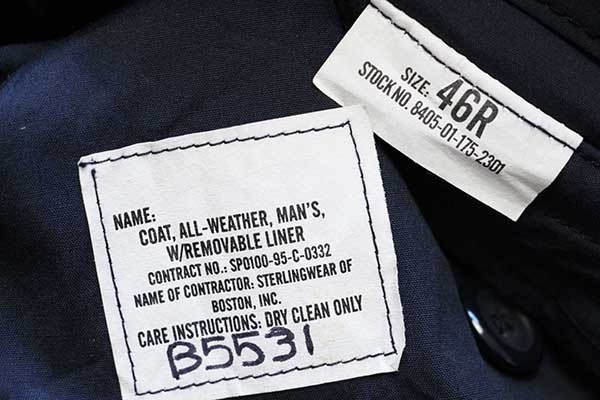 SIZE: 46R
STOCK NO. 8405-01-175-2301
NAME:
COAT, ALL-WEATHER, MAN'S,
W/REMOVABLE LINER
CONTRACT NO.: SPO100-95-C-0332
NAME OF CONTRACTOR: STERLINGWEAR OF
BOSTON, INC.
CARE INSTRUCTIONS: DRY CLEAN ONLY
B5531